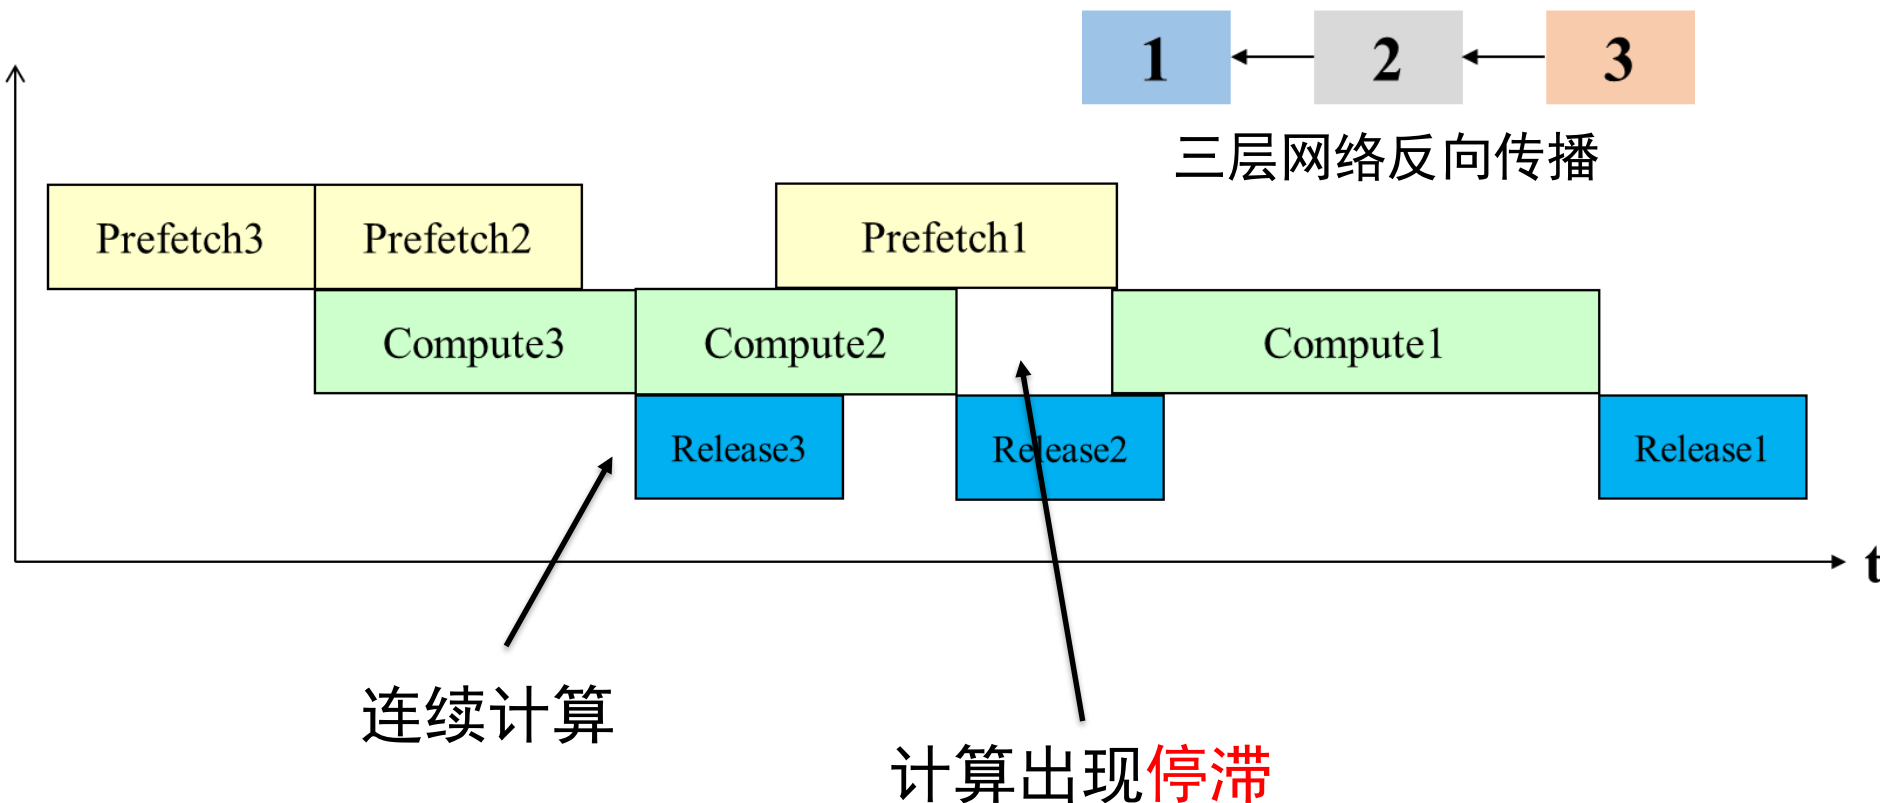 1
2
3
三层网络反向传播
Prefetch3
Prefetch2
Prefetch1
Compute3
Compute2
Compute1
Release3
Release2
Release1
t
连续计算
计算出现停滞